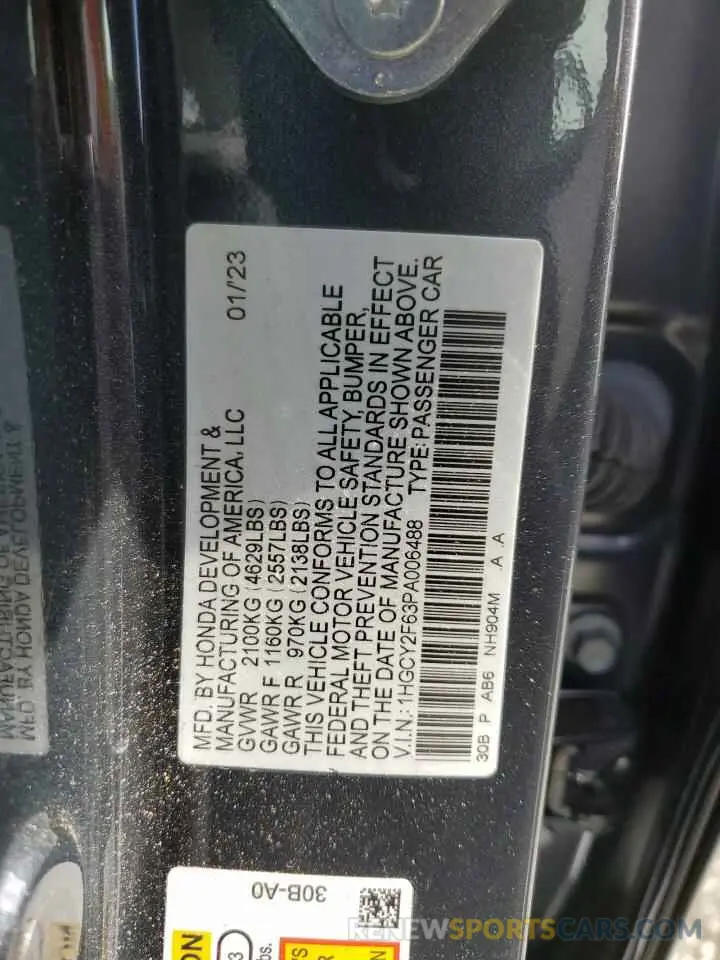 MFD. BY HONDA DEVELOPMENT &
MANUFACTURING OF AMERICA, LLC 01/'23
GVWR 2100KG (4629LBS)
GAWR F 1160KG (2557LBS)
GAWR R 970KG (2138LBS)
THIS VEHICLE CONFORMS TO ALL APPLICABLE
FEDERAL MOTOR VEHICLE SAFETY, BUMPER,
AND THEFT PREVENTION STANDARDS IN EFFECT
ON THE DATE OF MANUFACTURE SHOWN ABOVE.
V.I.N.: 1HGCY2F63PA006488 TYPE: PASSENGER CAR
30B P AB6 NH904M .A .A
30B-A0
RENEWSPORTSCARS.COM